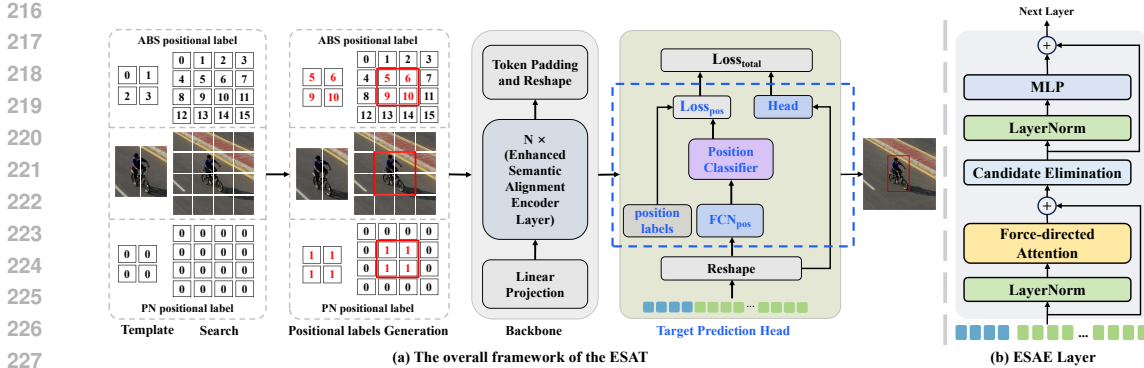 216
217
218
219
220
221
222
223
224
225
226
227
ABS positional label
0 1
2 3
0 1 2 3
4 5 6 7
8 9 10 11
12 13 14 15
0 0
0 0
0 0 0 0
0 0 0 0
0 0 0 0
0 0 0 0
PN positional label
Template Search
ABS positional label
5 6
9 10
0 1 2 3
4 5 6 7
8 9 10 11
12 13 14 15
1 1
1 1
0 0 0 0
0 1 1 0
0 1 1 0
0 0 0 0
PN positional label
Positional labels Generation
Token Padding
and Reshape
N ×
(Enhanced
Semantic
Alignment
Encoder
Layer)
Linear
Projection
Backbone
Loss_total
Loss_pos
Head
Position
Classifier
position
labels
FCN_pos
Reshape
...
Target Prediction Head
(a) The overall framework of the ESAT
Next Layer
+
MLP
LayerNorm
Candidate Elimination
+
Force-directed
Attention
LayerNorm
...
(b) ESAE Layer